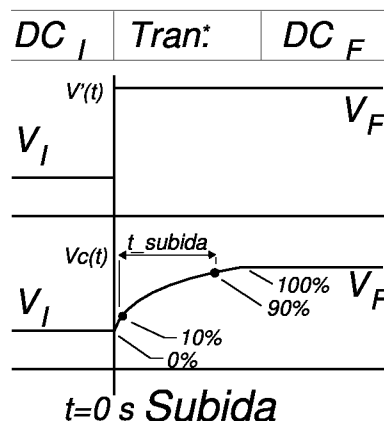 DC I Tran.* DC F
V'(t)
V I V F
t_subida
Vc(t)
100%
V I V F
90%
10%
0%
t=0 s Subida